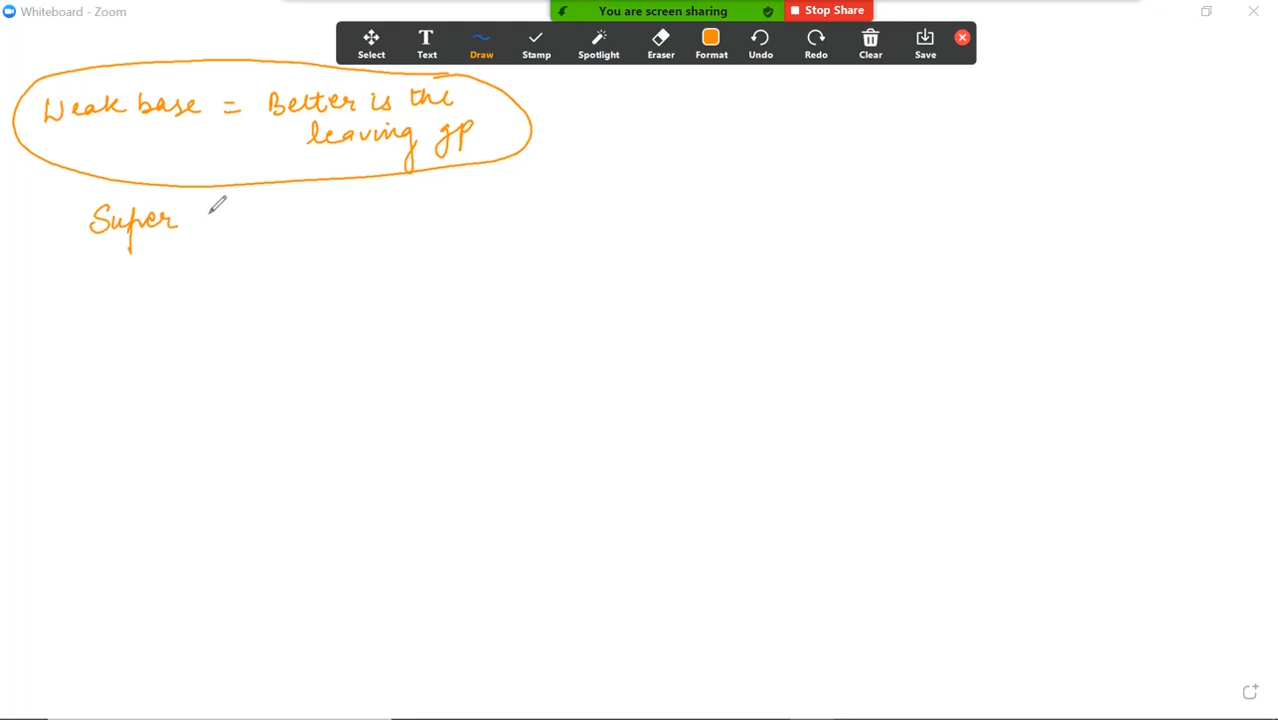 Whiteboard - Zoom
You are screen sharing
Stop Share
Select
Text
Draw
Stamp
Spotlight
Eraser
Format
Undo
Redo
Clear
Save
Weak base = Better is the
leaving gp
Super